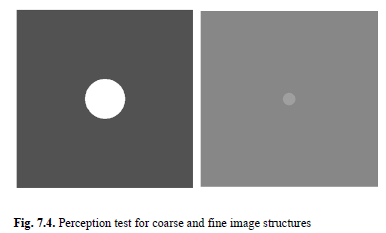 Fig. 7.4. Perception test for coarse and fine image structures